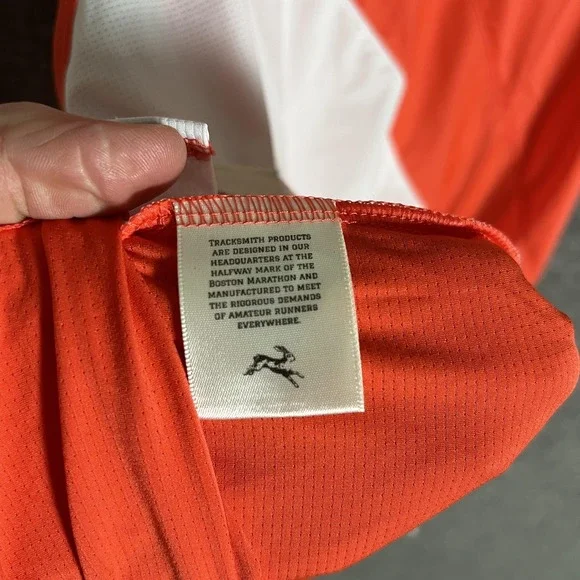 Tracksmith products
are designed in our
headquarters at the
halfway mark of the
Boston Marathon and
manufactured to meet
the rigorous demands
of amateur runners
everywhere.